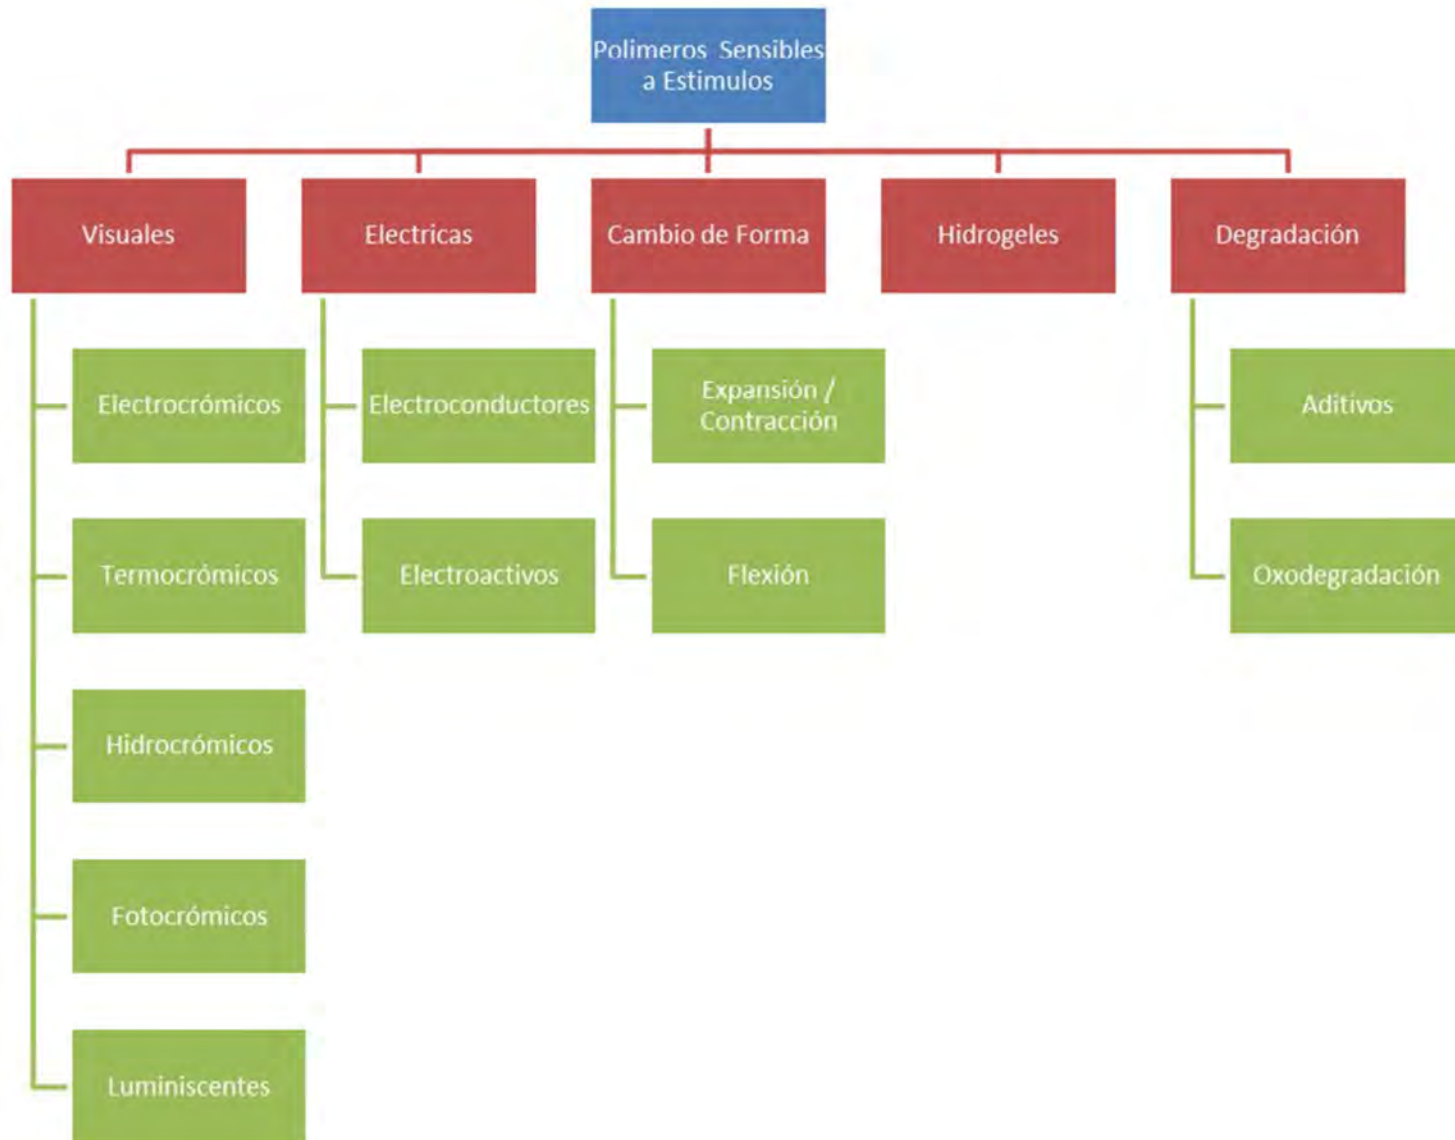 Polimeros Sensibles
a Estimulos
Visuales
Electricas
Cambio de Forma
Hidrogeles
Degradación
Electrocrómicos
Electroconductores
Expansión /
Contracción
Aditivos
Termocrómicos
Electroactivos
Flexión
Oxodegradación
Hidrocrómicos
Fotocrómicos
Luminiscentes